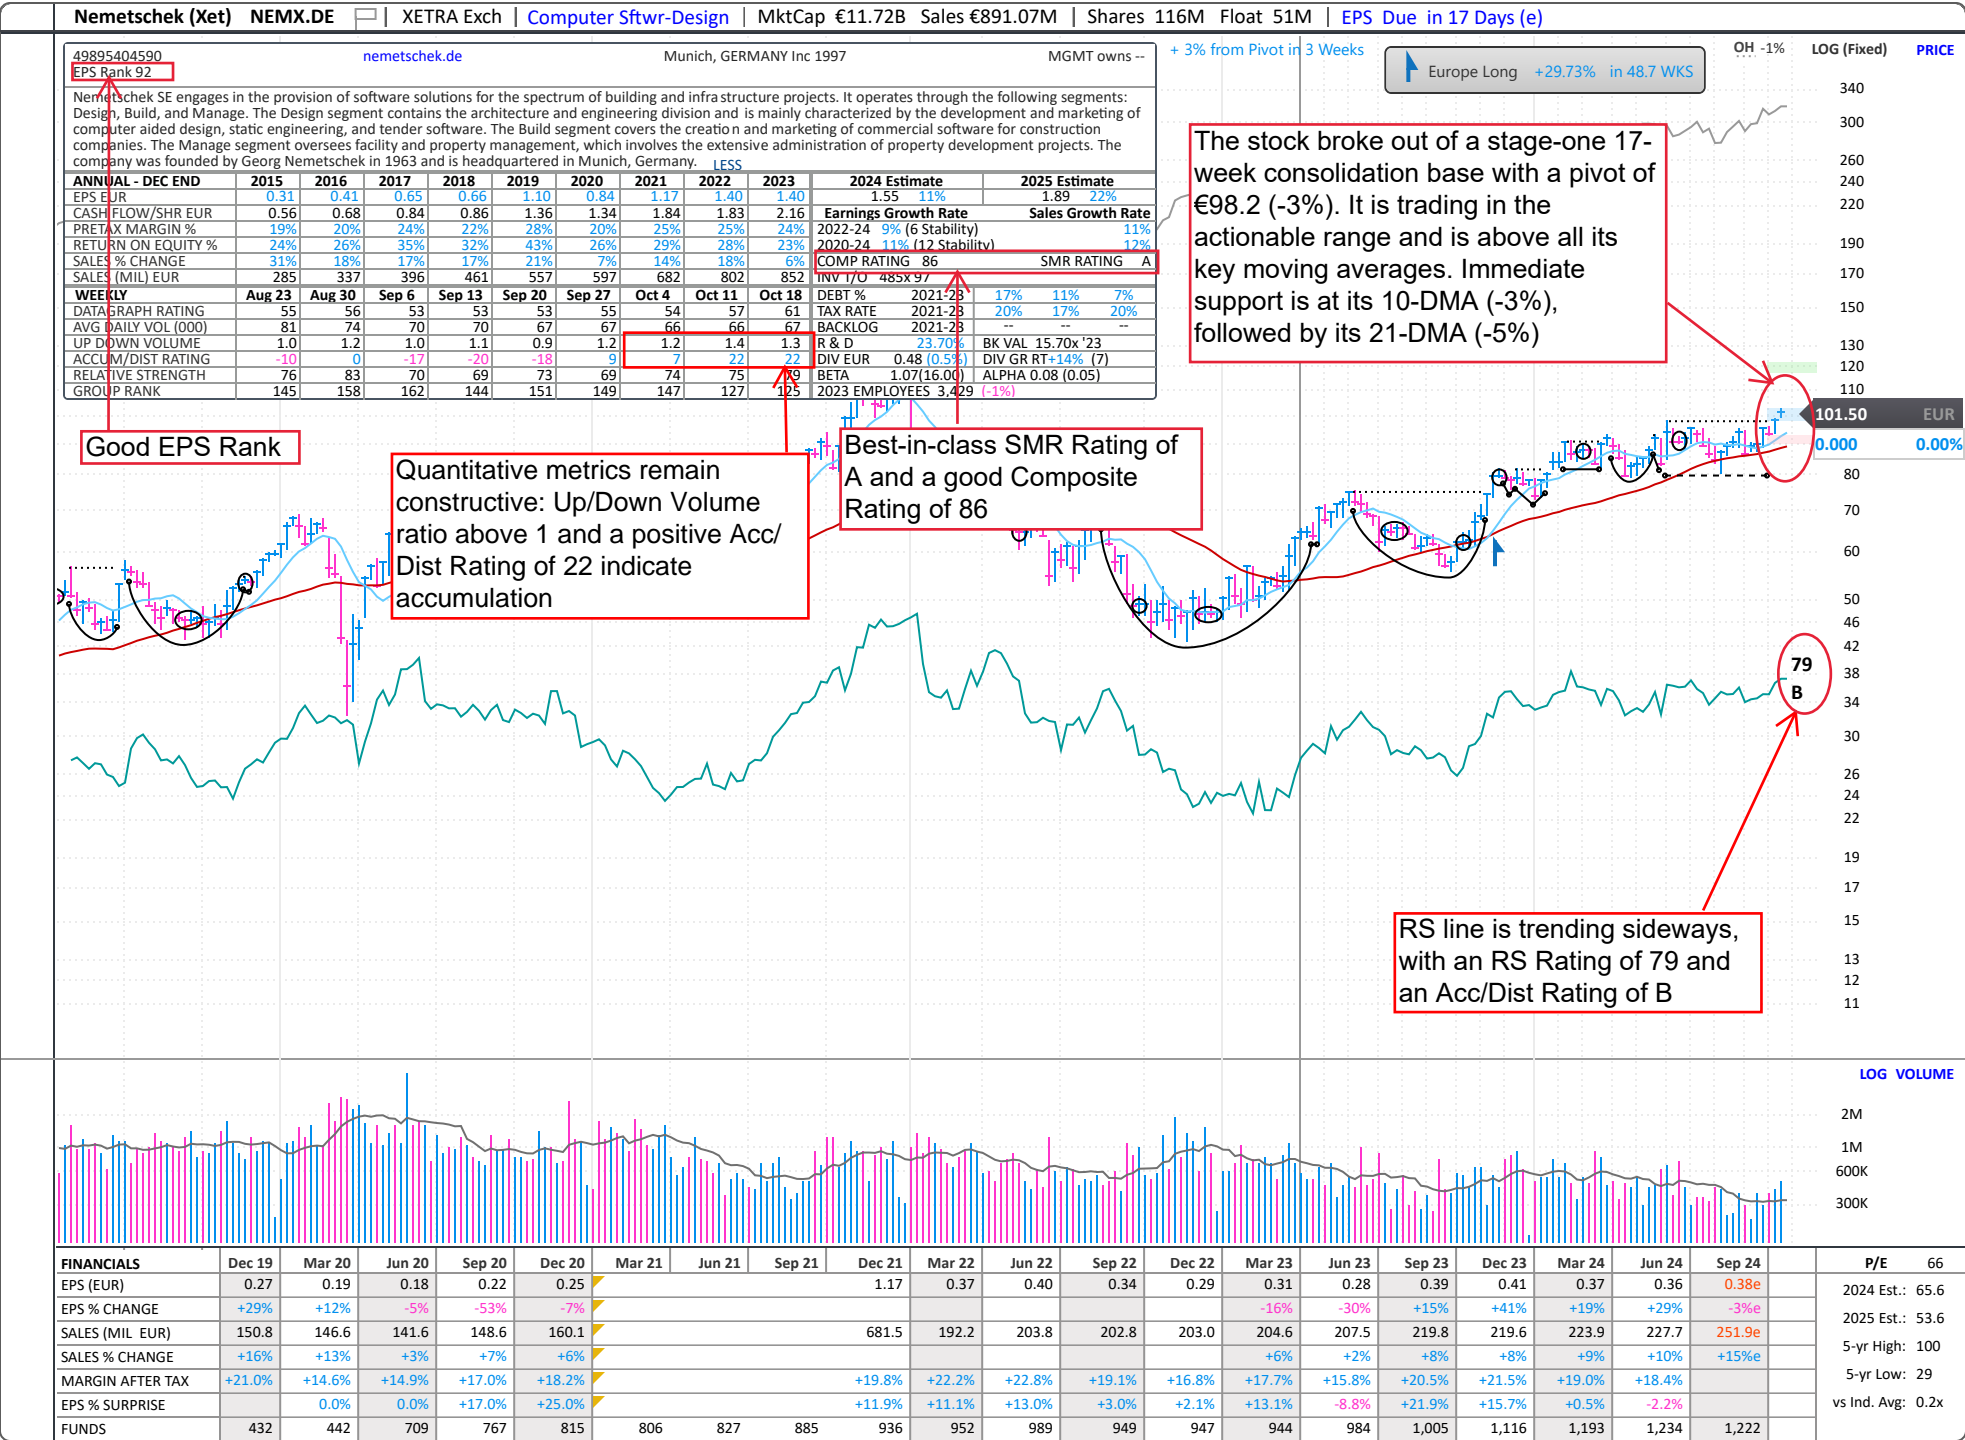 Nemetschek (Xet) NEMX.DE | XETRA Exch | Computer Sftwr-Design | MktCap €11.72B Sales €891.07M | Shares 116M Float 51M | EPS Due in 17 Days (e)
49895404590 nemetschek.de Munich, GERMANY Inc 1997 MGMT owns --
EPS Rank 92
Nemetschek SE engages in the provision of software solutions for the spectrum of building and infrastructure projects. It operates through the following segments:
Design, Build, and Manage. The Design segment contains the architecture and engineering division and is mainly characterized by the development and marketing of
computer aided design, static engineering, and tender software. The Build segment covers the creation and marketing of commercial software for construction
companies. The Manage segment oversees facility and property management, which involves the extensive administration of property development projects. The
company was founded by Georg Nemetschek in 1963 and is headquartered in Munich, Germany. LESS
ANNUAL - DEC END 2015 2016 2017 2018 2019 2020 2021 2022 2023 2024 Estimate 2025 Estimate
EPS EUR 0.31 0.41 0.65 0.66 1.10 0.84 1.17 1.40 1.40 1.55 11% 1.89 22%
CASH FLOW/SHR EUR 0.56 0.68 0.84 0.86 1.36 1.34 1.84 1.83 2.16 Earnings Growth Rate Sales Growth Rate
PRETAX MARGIN % 19% 20% 24% 22% 28% 20% 25% 25% 24% 2022-24 9% (6 Stability) 11%
RETURN ON EQUITY % 24% 26% 35% 32% 43% 26% 29% 28% 23% 2020-24 11% (12 Stability) 12%
SALES % CHANGE 31% 18% 17% 17% 21% 7% 14% 18% 6% COMP RATING 86 SMR RATING A
SALES (MIL) EUR 285 337 396 461 557 597 682 802 852 INV T/O 485x 97
WEEKLY Aug 23 Aug 30 Sep 6 Sep 13 Sep 20 Sep 27 Oct 4 Oct 11 Oct 18 DEBT % 2021-23 17% 11% 7%
DATAGRAPH RATING 55 56 53 53 53 55 54 57 61 TAX RATE 2021-23 20% 17% 20%
AVG DAILY VOL (000) 81 74 70 70 67 67 66 66 67 BACKLOG 2021-23 -- -- --
UP DOWN VOLUME 1.0 1.2 1.0 1.1 0.9 1.2 1.2 1.4 1.3 R & D 23.70% BK VAL 15.70x '23
ACCUM/DIST RATING -10 0 -17 -20 -18 9 7 22 22 DIV EUR 0.48 (0.5%) DIV GR RT+14% (7)
RELATIVE STRENGTH 76 83 70 69 73 69 74 75 79 BETA 1.07(16.00) ALPHA 0.08 (0.05)
GROUP RANK 145 158 162 144 151 149 147 127 125 2023 EMPLOYEES 3,429 (-1%)
+ 3% from Pivot in 3 Weeks
Europe Long +29.73% in 48.7 WKS
OH -1% LOG (Fixed) PRICE
The stock broke out of a stage-one 17-
week consolidation base with a pivot of
€98.2 (-3%). It is trading in the
actionable range and is above all its
key moving averages. Immediate
support is at its 10-DMA (-3%),
followed by its 21-DMA (-5%)
Good EPS Rank
Quantitative metrics remain
constructive: Up/Down Volume
ratio above 1 and a positive Acc/
Dist Rating of 22 indicate
accumulation
Best-in-class SMR Rating of
A and a good Composite
Rating of 86
340
300
260
240
220
190
170
150
130
120
110
101.50 EUR
0.000 0.00%
80
70
60
50
46
42
38
34
30
26
24
22
19
17
15
13
12
11
79
B
RS line is trending sideways,
with an RS Rating of 79 and
an Acc/Dist Rating of B
LOG VOLUME
2M
1M
600K
300K
FINANCIALS Dec 19 Mar 20 Jun 20 Sep 20 Dec 20 Mar 21 Jun 21 Sep 21 Dec 21 Mar 22 Jun 22 Sep 22 Dec 22 Mar 23 Jun 23 Sep 23 Dec 23 Mar 24 Jun 24 Sep 24
EPS (EUR) 0.27 0.19 0.18 0.22 0.25 1.17 0.37 0.40 0.34 0.29 0.31 0.28 0.39 0.41 0.37 0.36 0.38e
EPS % CHANGE +29% +12% -5% -53% -7% -16% -30% +15% +41% +19% +29% -3%e
SALES (MIL EUR) 150.8 146.6 141.6 148.6 160.1 681.5 192.2 203.8 202.8 203.0 204.6 207.5 219.8 219.6 223.9 227.7 251.9e
SALES % CHANGE +16% +13% +3% +7% +6% +6% +2% +8% +8% +9% +10% +15%e
MARGIN AFTER TAX +21.0% +14.6% +14.9% +17.0% +18.2% +19.8% +22.2% +22.8% +19.1% +16.8% +17.7% +15.8% +20.5% +21.5% +19.0% +18.4%
EPS % SURPRISE 0.0% 0.0% +17.0% +25.0% +11.9% +11.1% +13.0% +3.0% +2.1% +13.1% -8.8% +21.9% +15.7% +0.5% -2.2%
FUNDS 432 442 709 767 815 806 827 885 936 952 989 949 947 944 984 1,005 1,116 1,193 1,234 1,222
P/E 66
2024 Est.: 65.6
2025 Est.: 53.6
5-yr High: 100
5-yr Low: 29
vs Ind. Avg: 0.2x